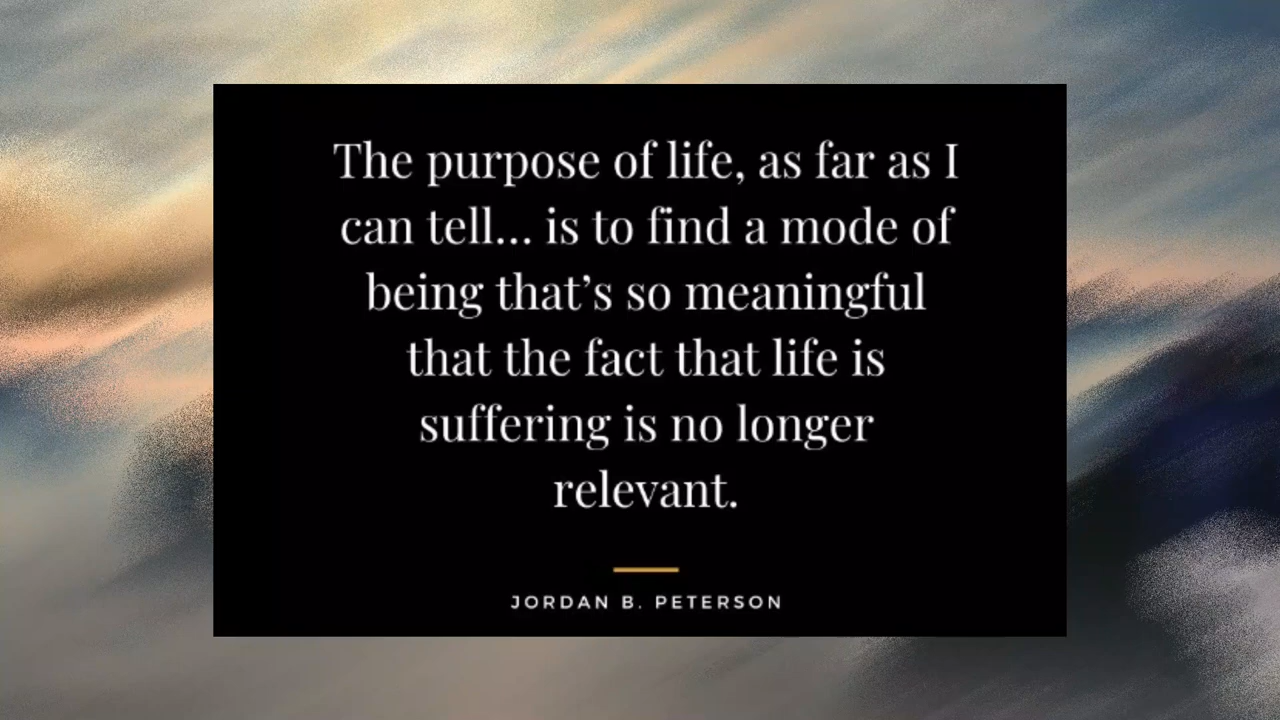 The purpose of life, as far as I
can tell... is to find a mode of
being that’s so meaningful
that the fact that life is
suffering is no longer
relevant.
JORDAN B. PETERSON